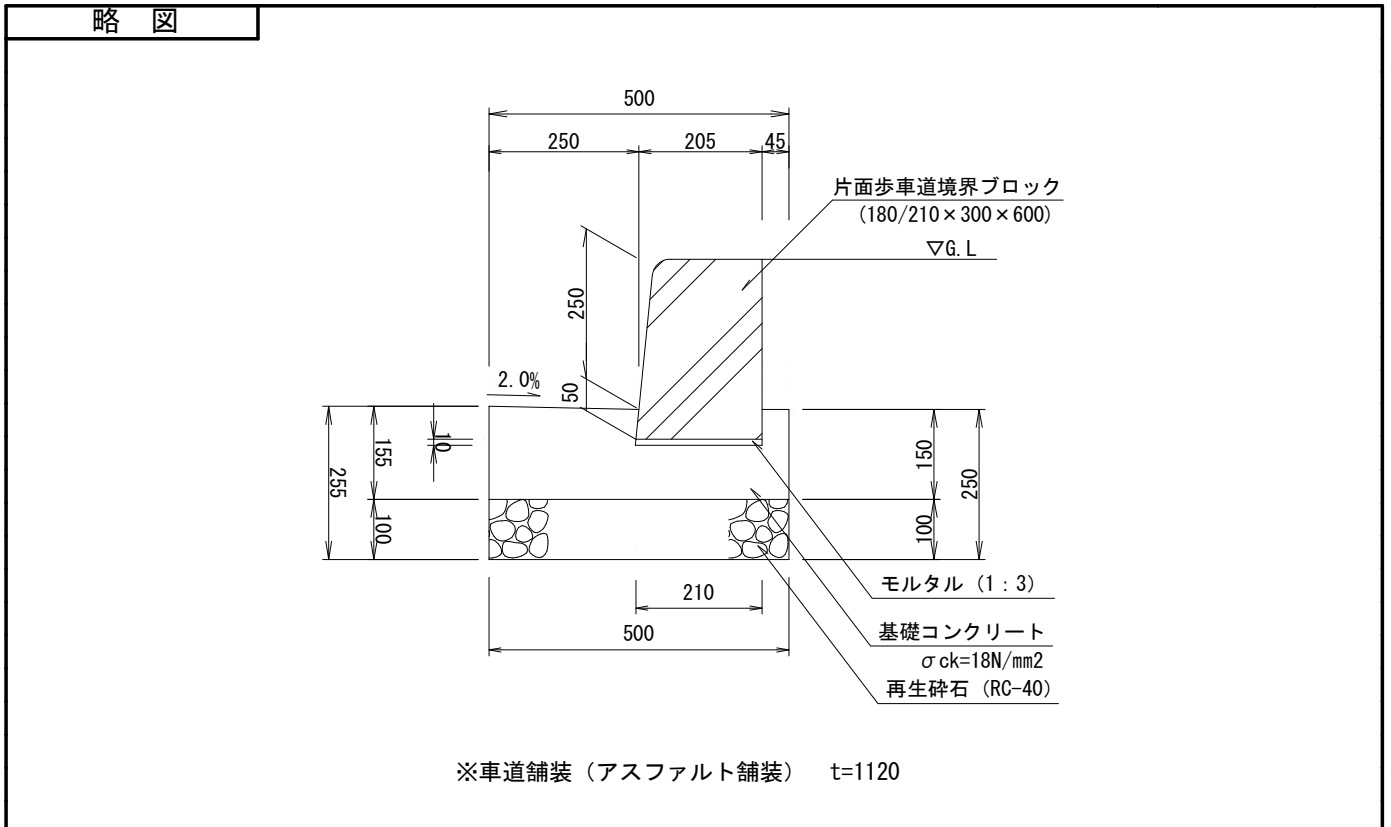 略 図
500
250 205 45
片面歩車道境界ブロック
(180/210×300×600)
▽G.L
250
2.0%
50
10
155
255
100
150
250
100
モルタル（1：3）
210
基礎コンクリート
500
σck=18N/mm2
再生砕石（RC-40）
※車道舗装（アスファルト舗装） t=1120